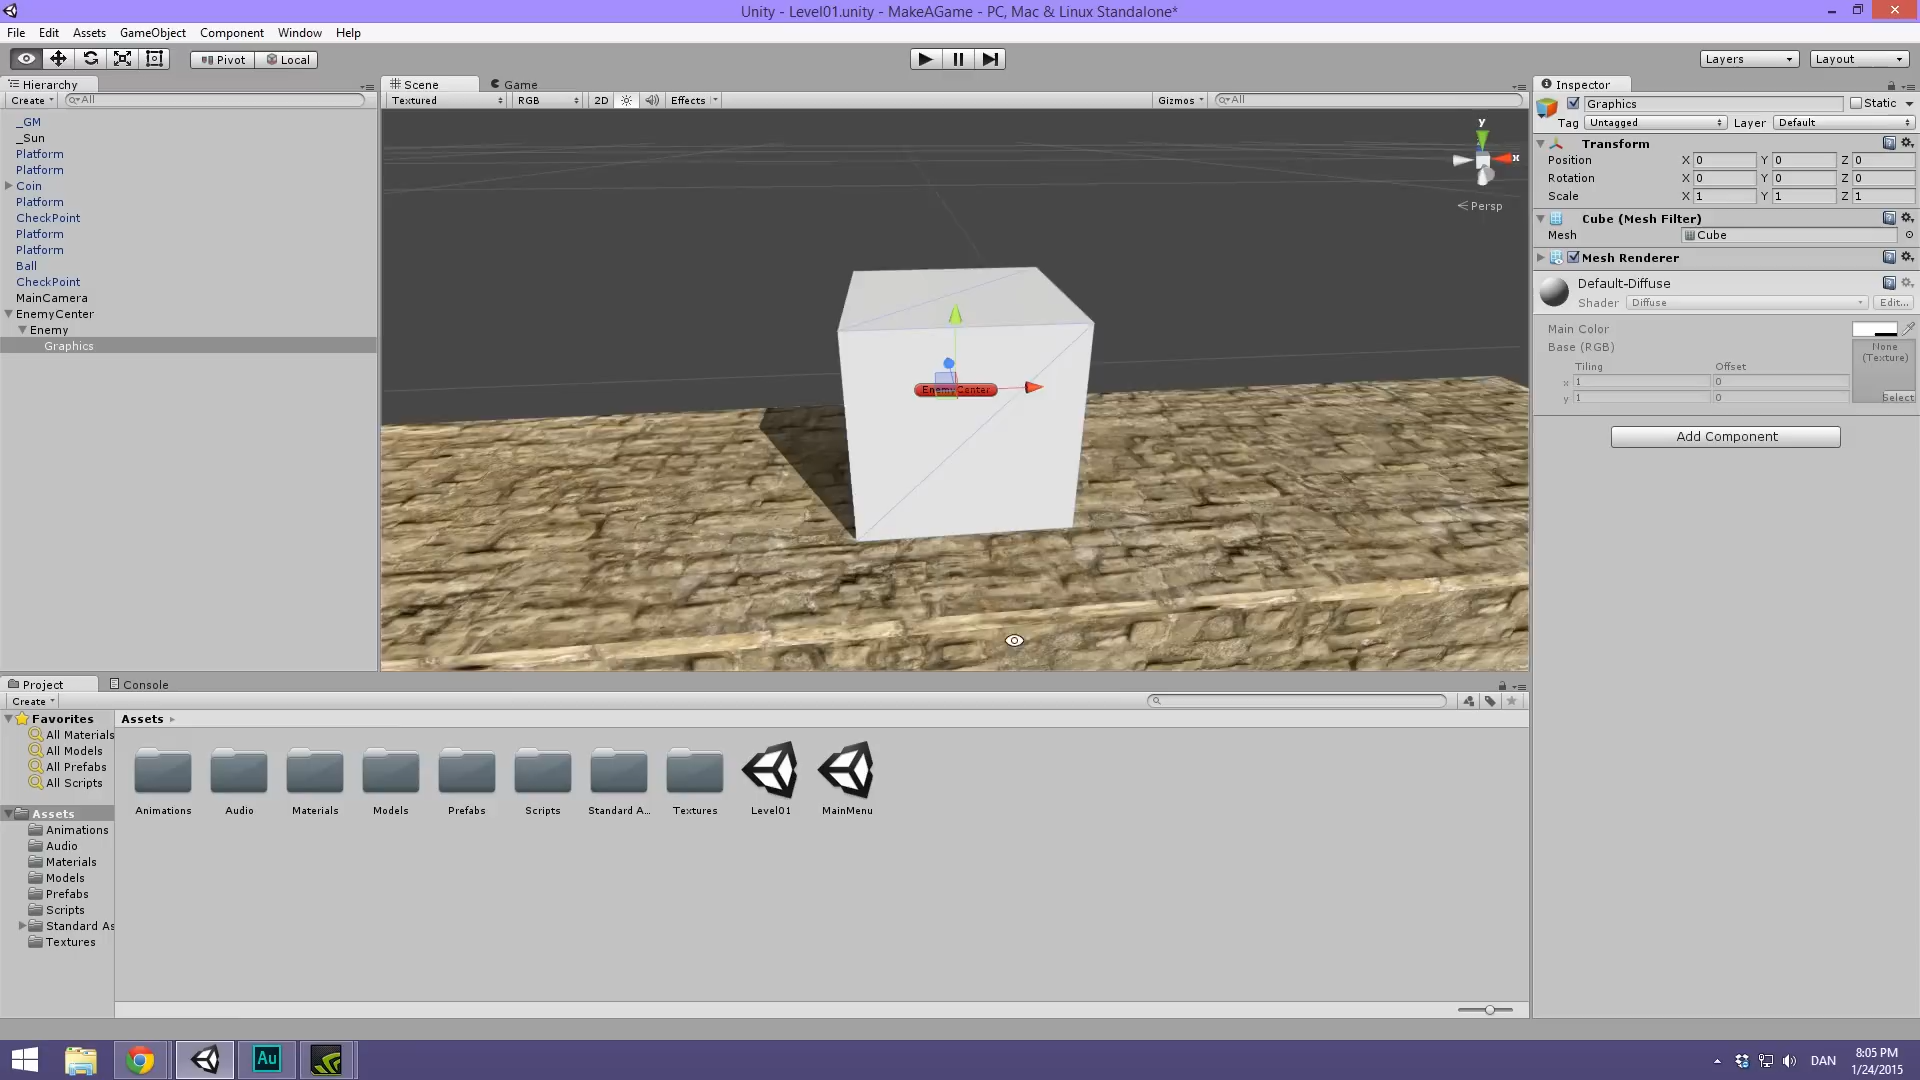 Unity - Level01.unity - MakeAGame - PC, Mac & Linux Standalone*
File Edit Assets GameObject Component Window Help
Pivot Local Layers Layout
Hierarchy
Create All
_GM
_Sun
Platform
Platform
Coin
Platform
CheckPoint
Platform
Platform
Ball
CheckPoint
MainCamera
EnemyCenter
Enemy
Graphics
Scene Game
Textured RGB 2D Effects Gizmos All
y
x
Persp
EnemyCenter
Inspector
Graphics Static
Tag Untagged Layer Default
Transform
Position X 0 Y 0 Z 0
Rotation X 0 Y 0 Z 0
Scale X 1 Y 1 Z 1
Cube (Mesh Filter)
Mesh Cube
Mesh Renderer
Default-Diffuse
Shader Diffuse Edit...
Main Color
Base (RGB) None
(Texture)
Tiling Offset
x 1 0
y 1 0 Select
Add Component
Project Console
Create
Favorites
All Materials
All Models
All Prefabs
All Scripts
Assets
Animations
Audio
Materials
Models
Prefabs
Scripts
Standard As
Textures
Assets
Animations Audio Materials Models Prefabs Scripts Standard A... Textures Level01 MainMenu
Au
DAN
8:05 PM
1/24/2015